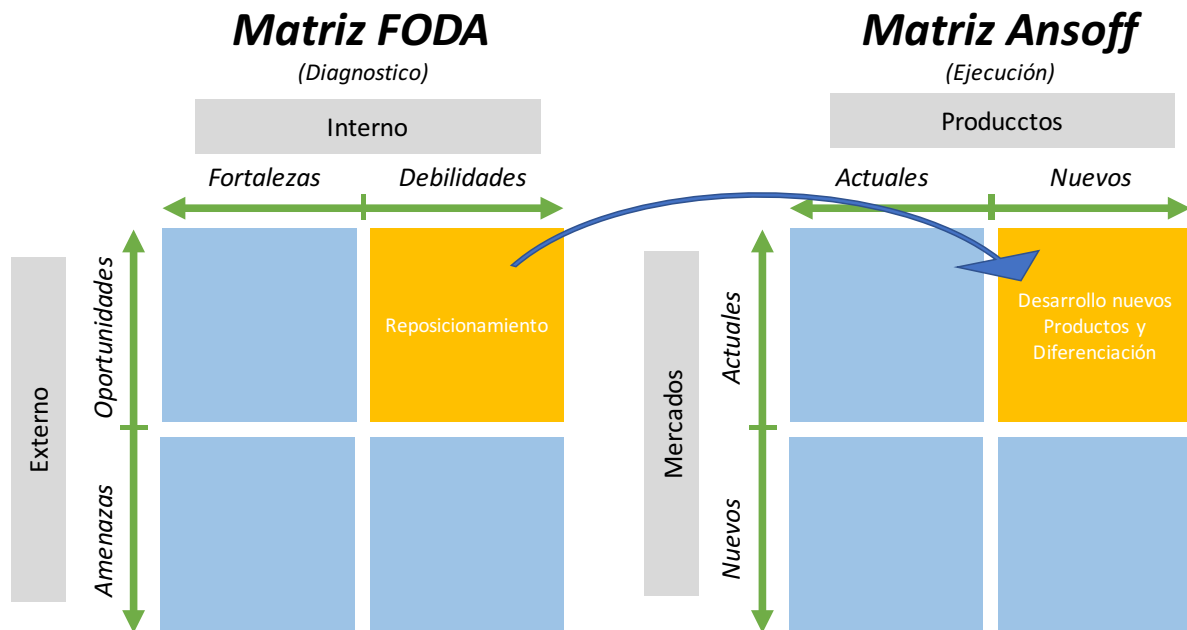 Matriz FODA
(Diagnostico)
Interno
Fortalezas
Debilidades
Externo
Oportunidades
Amenazas
Reposicionamiento
Matriz Ansoff
(Ejecución)
Producctos
Actuales
Nuevos
Mercados
Actuales
Nuevos
Desarrollo nuevos
Productos y
Diferenciación